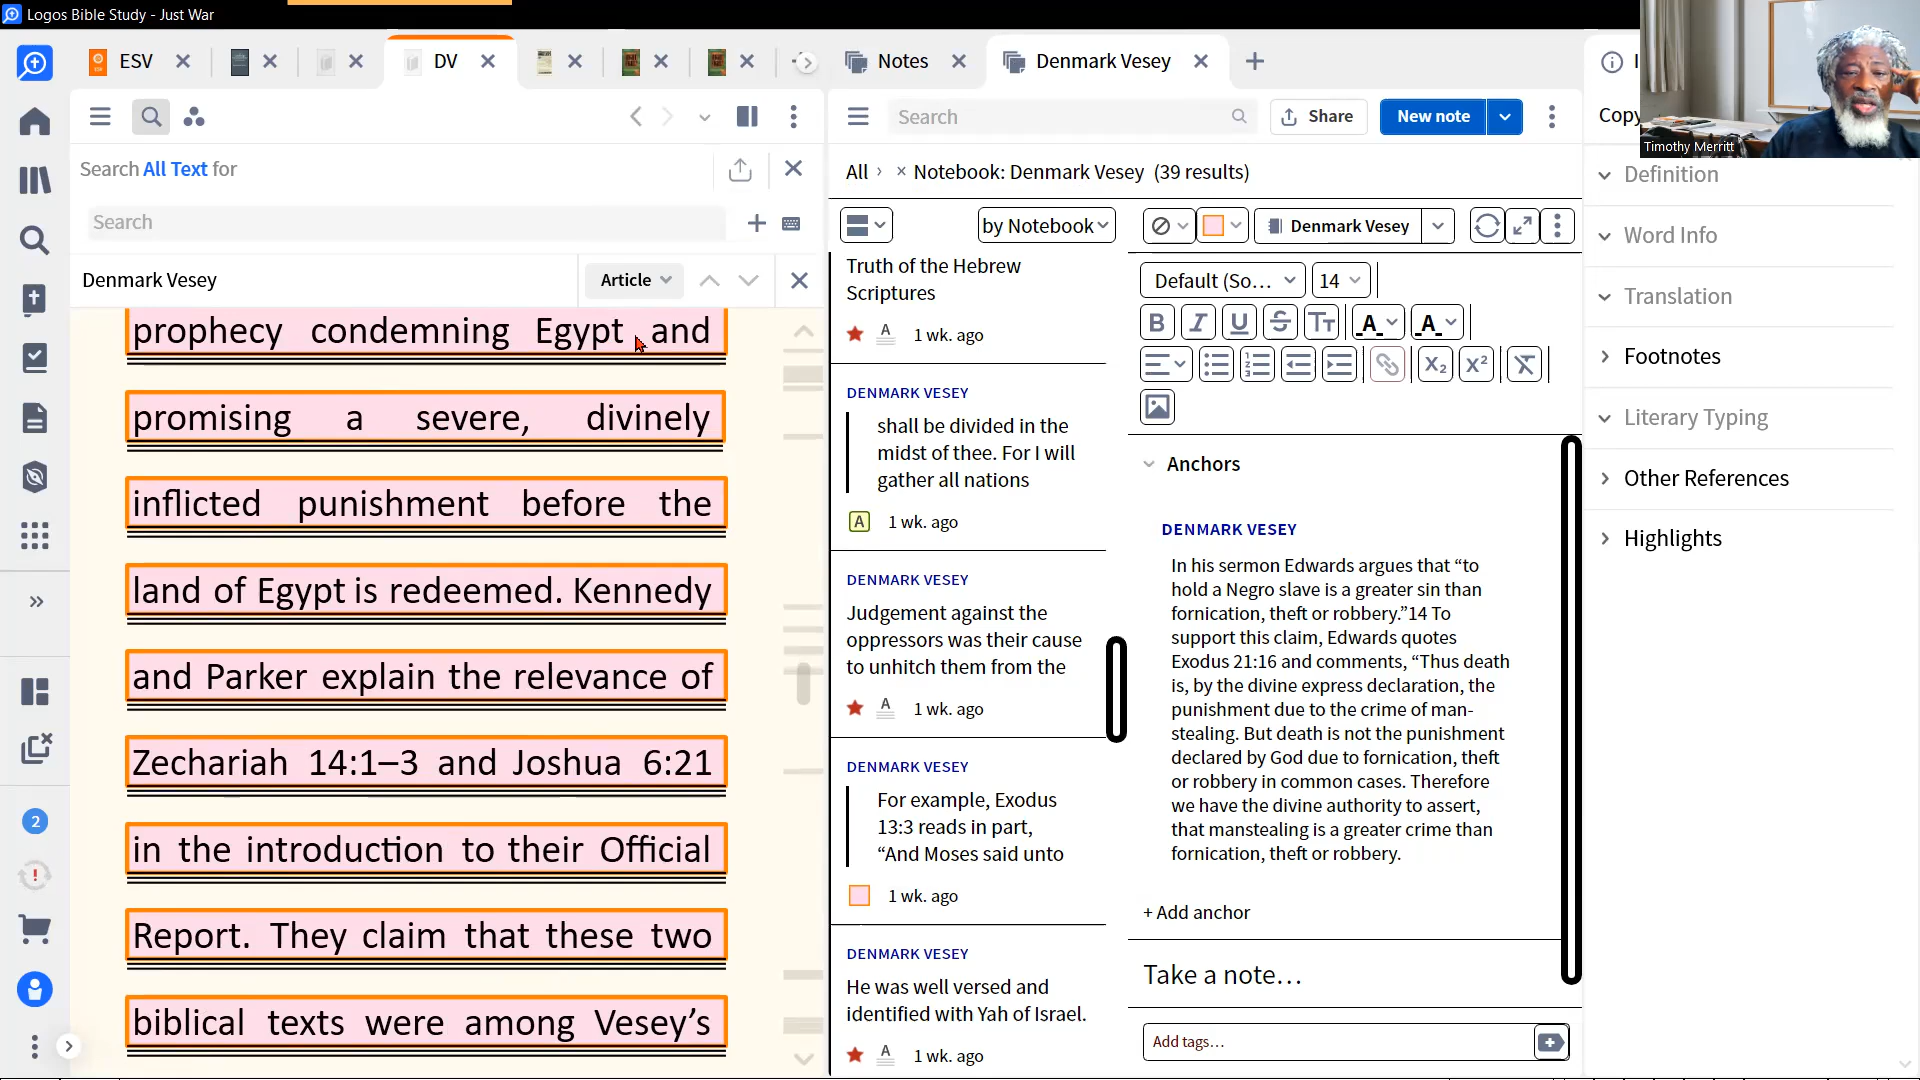 Logos Bible Study - Just War
ESV
DV
Notes
Denmark Vesey
Search
Share
New note
Copy
Timothy Merritt
Search All Text for
Search
Denmark Vesey
Article
prophecy condemning Egypt and
promising a severe, divinely
inflicted punishment before the
land of Egypt is redeemed. Kennedy
and Parker explain the relevance of
Zechariah 14:1–3 and Joshua 6:21
in the introduction to their Official
Report. They claim that these two
biblical texts were among Vesey's
2
All › × Notebook: Denmark Vesey (39 results)
by Notebook
Denmark Vesey
Truth of the Hebrew
Scriptures
1 wk. ago
DENMARK VESEY
shall be divided in the
midst of thee. For I will
gather all nations
A 1 wk. ago
DENMARK VESEY
Judgement against the
oppressors was their cause
to unhitch them from the
1 wk. ago
DENMARK VESEY
For example, Exodus
13:3 reads in part,
“And Moses said unto
1 wk. ago
DENMARK VESEY
He was well versed and
identified with Yah of Israel.
1 wk. ago
Default (So... 14
Anchors
DENMARK VESEY
In his sermon Edwards argues that “to
hold a Negro slave is a greater sin than
fornication, theft or robbery.”14 To
support this claim, Edwards quotes
Exodus 21:16 and comments, “Thus death
is, by the divine express declaration, the
punishment due to the crime of man-
stealing. But death is not the punishment
declared by God due to fornication, theft
or robbery in common cases. Therefore
we have the divine authority to assert,
that manstealing is a greater crime than
fornication, theft or robbery.
+ Add anchor
Take a note…
Add tags…
Definition
Word Info
Translation
Footnotes
Literary Typing
Other References
Highlights